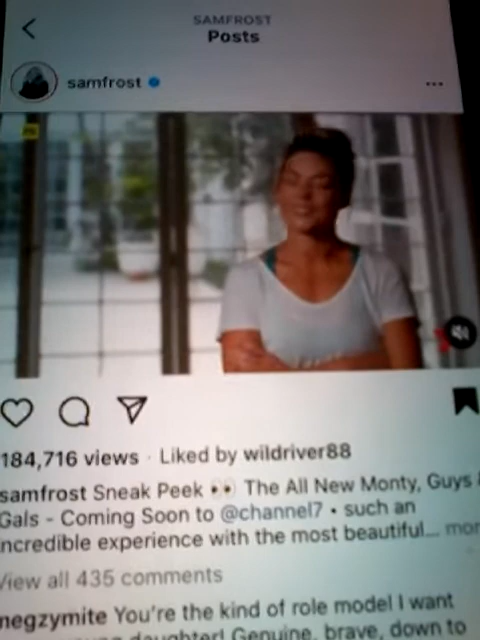 SAMFROST
Posts
samfrost
184,716 views · Liked by wildriver88
samfrost Sneak Peek 👀 The All New Monty, Guys &
Gals - Coming Soon to @channel7 • such an
ncredible experience with the most beautiful... mor
View all 435 comments
negzymite You're the kind of role model I want
daughter! Genuine, brave, down to